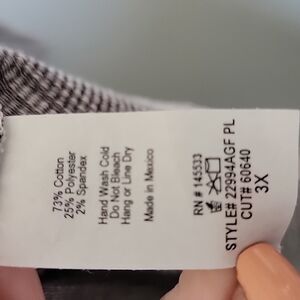 73% Cotton
25% Polyester
2% Spandex
Hand Wash Cold
Do Not Bleach
Hang or Line Dry
Made in Mexico
RN # 145533
STYLE# 22994AGF PL
CUT# 60640
3X